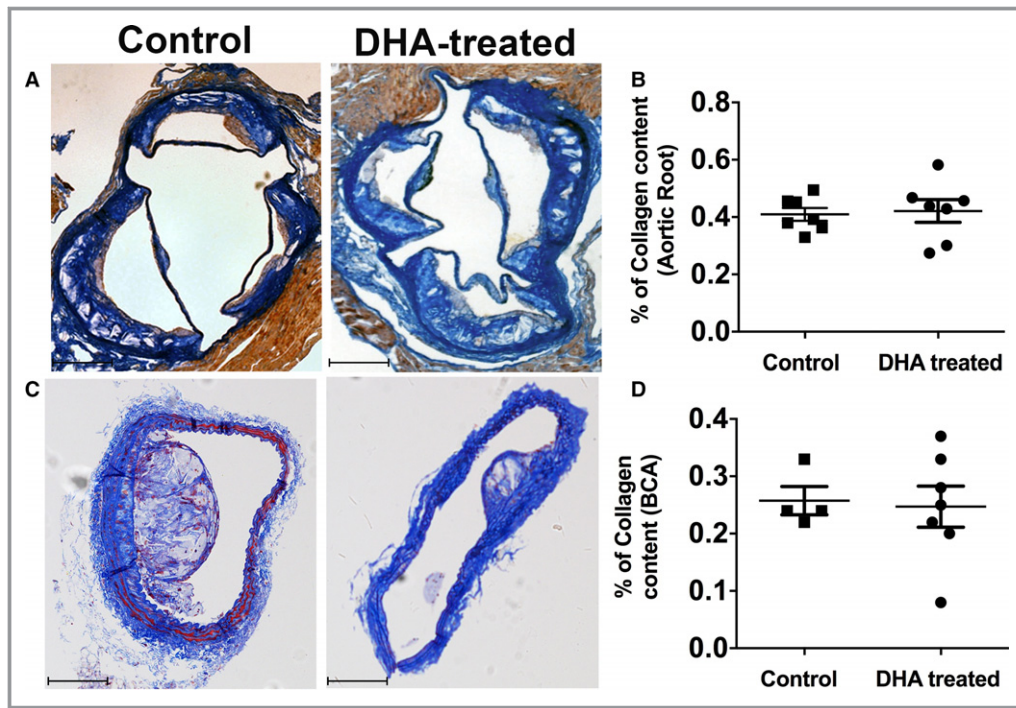 Control DHA-treated
A
B
% of Collagen content
(Aortic Root)
0.8
0.6
0.4
0.2
0.0
Control DHA treated
C
D
% of Collagen
content (BCA)
0.4
0.3
0.2
0.1
0.0
Control DHA treated